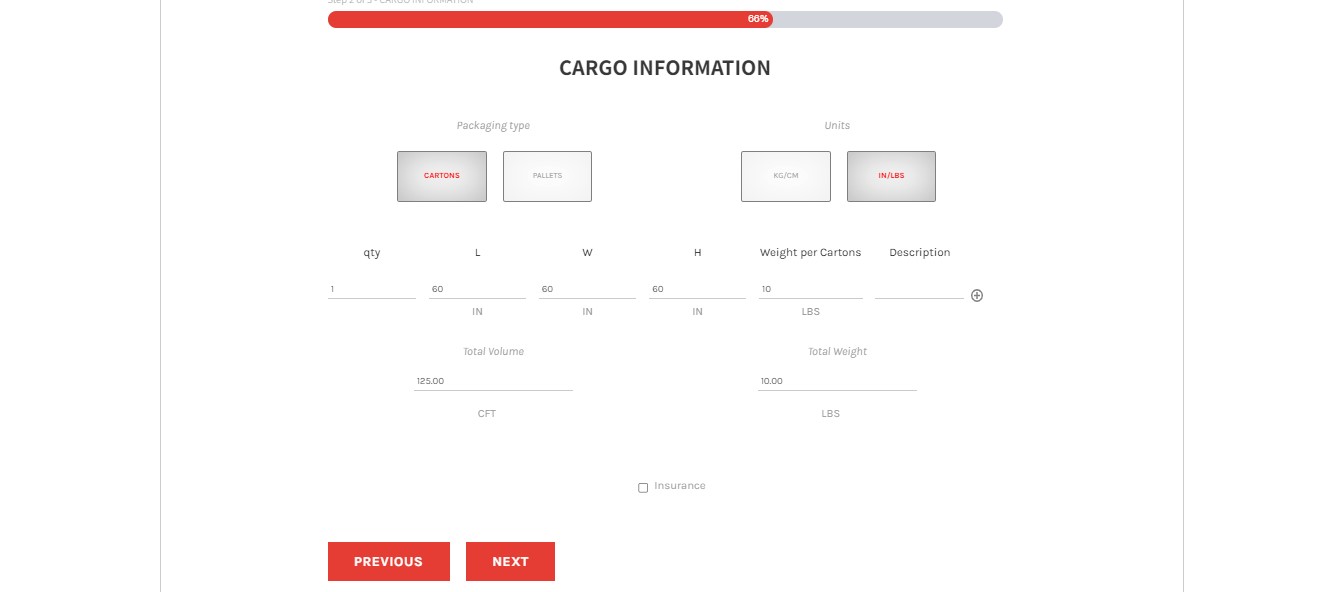 Step 2 of 3 - CARGO INFORMATION
66%
CARGO INFORMATION
Packaging type
Units
CARTONS
PALLETS
KG/CM
IN/LBS
qty
L
W
H
Weight per Cartons
Description
1
60
60
60
10
IN
IN
IN
LBS
Total Volume
Total Weight
125.00
10.00
CFT
LBS
Insurance
PREVIOUS
NEXT